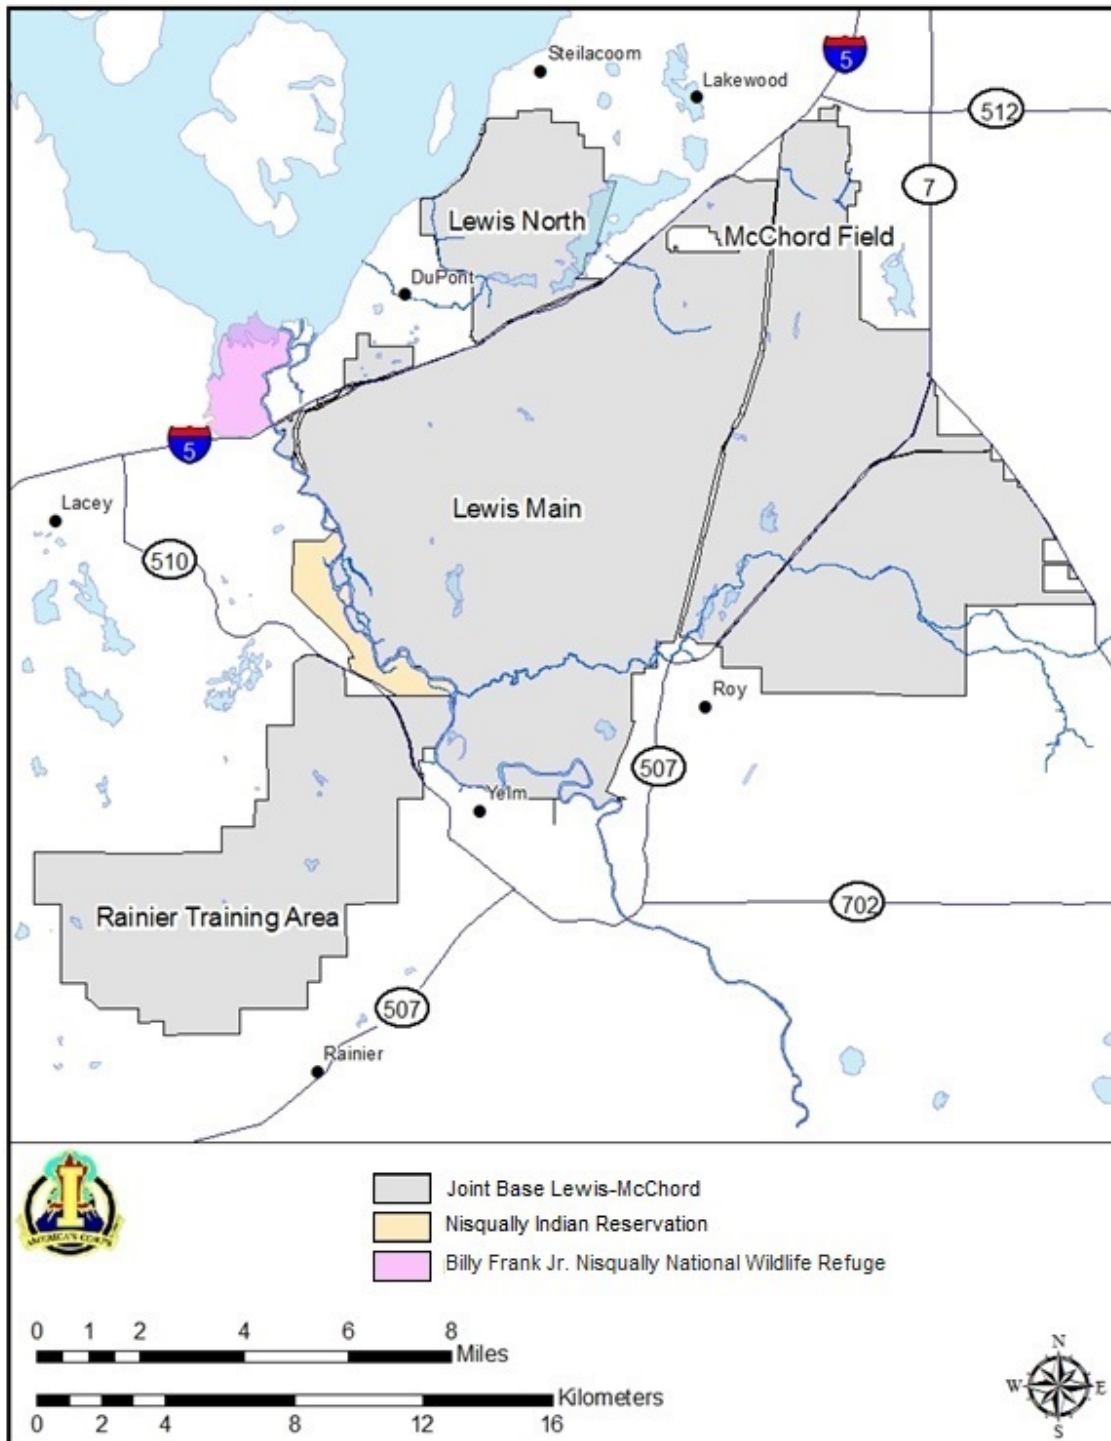 Steilacoom
5
Lakewood
512
7
Lewis North
McChord Field
DuPont
5
Lewis Main
Lacey
510
Roy
507
Yelm
702
Rainier Training Area
507
Rainier
AMERICA'S CORPS
Joint Base Lewis-McChord
Nisqually Indian Reservation
Billy Frank Jr. Nisqually National Wildlife Refuge
0 1 2 4 6 8
Miles
Kilometers
0 2 4 8 12 16
N
W E
S